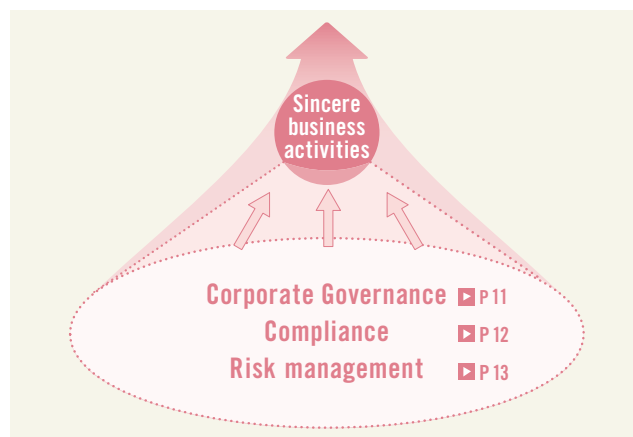 Sincere
business
activities
Corporate Governance P 11
Compliance P 12
Risk management P 13